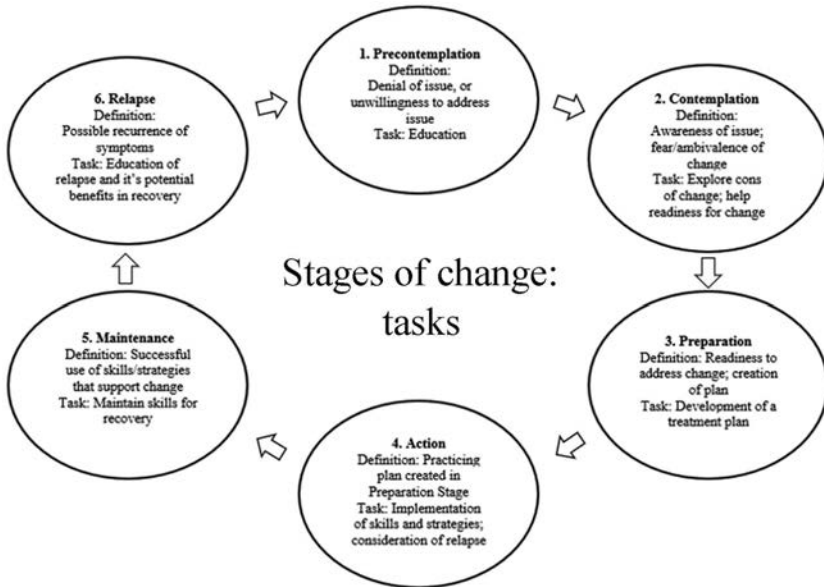 1. Precontemplation
Definition:
Denial of issue, or
unwillingness to address
issue
Task: Education
2. Contemplation
Definition:
Awareness of issue;
fear/ambivalence of
change
Task: Explore cons
of change; help
readiness for change
3. Preparation
Definition: Readiness to
address change; creation
of plan
Task: Development of a
treatment plan
4. Action
Definition: Practicing
plan created in
Preparation Stage
Task: Implementation
of skills and strategies;
consideration of relapse
5. Maintenance
Definition: Successful
use of skills/strategies
that support change
Task: Maintain skills for
recovery
6. Relapse
Definition:
Possible recurrence of
symptoms
Task: Education of
relapse and it's potential
benefits in recovery
Stages of change:
tasks